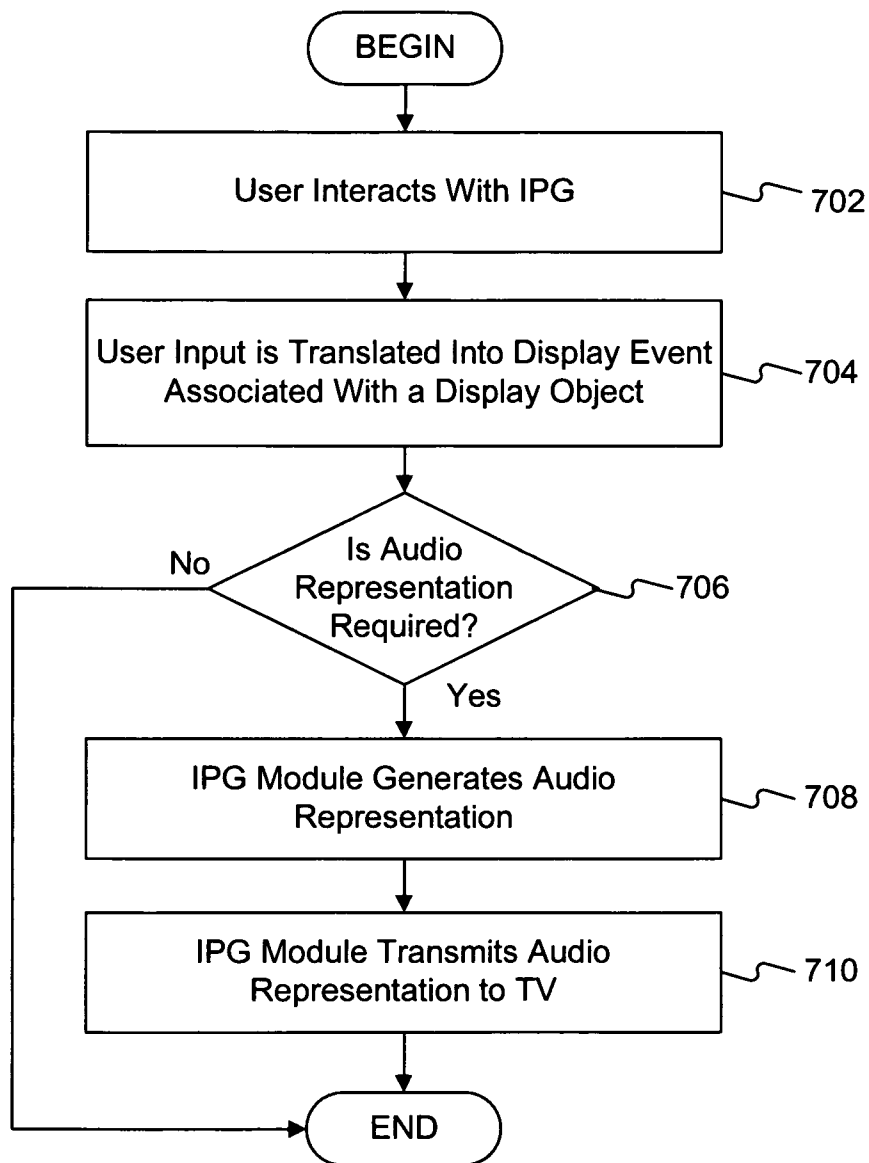 BEGIN
User Interacts With IPG
702
User Input is Translated Into Display Event
Associated With a Display Object
704
Is Audio
Representation
Required?
706
No
Yes
IPG Module Generates Audio
Representation
708
IPG Module Transmits Audio
Representation to TV
710
END